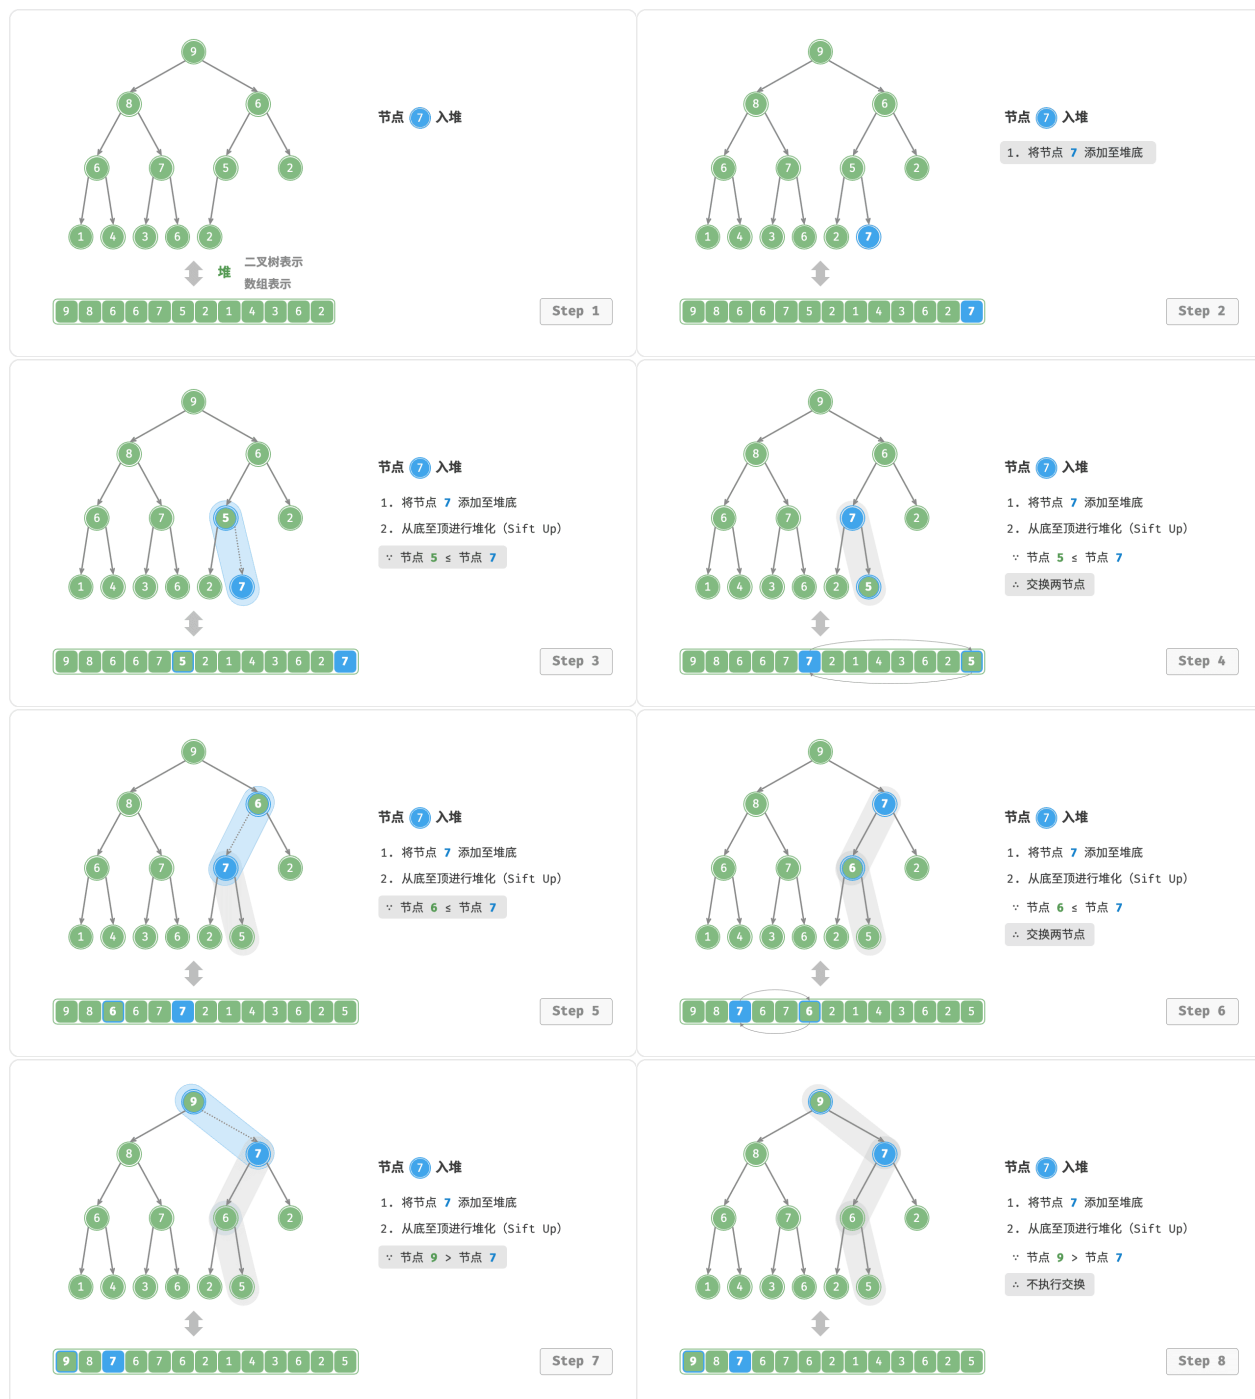 9
8 6
6 7 5 2
1 4 3 6 2
节点 7 入堆
堆 二叉树表示
数组表示
9 8 6 6 7 5 2 1 4 3 6 2
Step 1
9
8 6
6 7 5 2
1 4 3 6 2 7
节点 7 入堆
1. 将节点 7 添加至堆底
9 8 6 6 7 5 2 1 4 3 6 2 7
Step 2
9
8 6
6 7 5 2
1 4 3 6 2 7
节点 7 入堆
1. 将节点 7 添加至堆底
2. 从底至顶进行堆化（Sift Up）
∵ 节点 5 ≤ 节点 7
9 8 6 6 7 5 2 1 4 3 6 2 7
Step 3
9
8 6
6 7 7 2
1 4 3 6 2 5
节点 7 入堆
1. 将节点 7 添加至堆底
2. 从底至顶进行堆化（Sift Up）
∵ 节点 5 ≤ 节点 7
∴ 交换两节点
9 8 6 6 7 7 2 1 4 3 6 2 5
Step 4
9
8 6
6 7 7 2
1 4 3 6 2 5
节点 7 入堆
1. 将节点 7 添加至堆底
2. 从底至顶进行堆化（Sift Up）
∵ 节点 6 ≤ 节点 7
9 8 6 6 7 7 2 1 4 3 6 2 5
Step 5
9
8 7
6 7 6 2
1 4 3 6 2 5
节点 7 入堆
1. 将节点 7 添加至堆底
2. 从底至顶进行堆化（Sift Up）
∵ 节点 6 ≤ 节点 7
∴ 交换两节点
9 8 7 6 7 6 2 1 4 3 6 2 5
Step 6
9
8 7
6 7 6 2
1 4 3 6 2 5
节点 7 入堆
1. 将节点 7 添加至堆底
2. 从底至顶进行堆化（Sift Up）
∵ 节点 9 > 节点 7
9 8 7 6 7 6 2 1 4 3 6 2 5
Step 7
9
8 7
6 7 6 2
1 4 3 6 2 5
节点 7 入堆
1. 将节点 7 添加至堆底
2. 从底至顶进行堆化（Sift Up）
∵ 节点 9 > 节点 7
∴ 不执行交换
9 8 7 6 7 6 2 1 4 3 6 2 5
Step 8